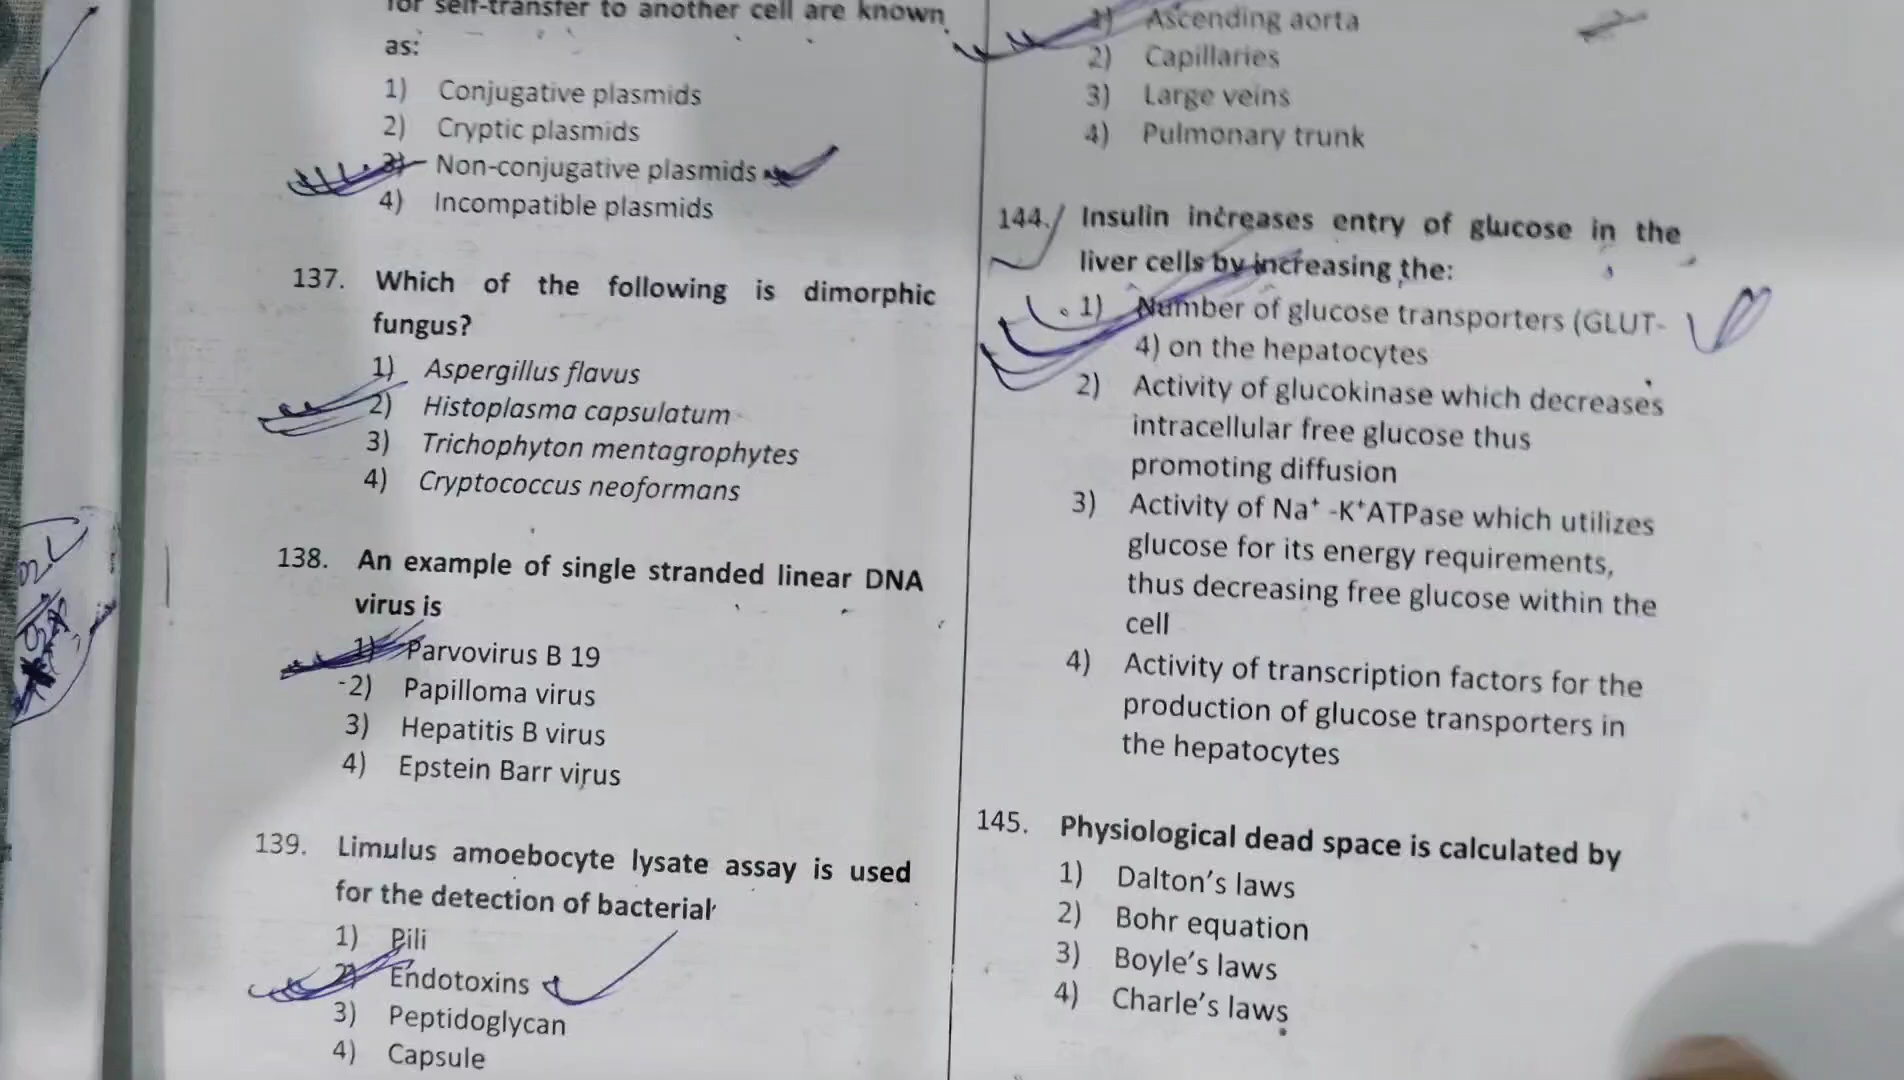 for self-transfer to another cell are known
as:
1) Conjugative plasmids
2) Cryptic plasmids
3) Non-conjugative plasmids
4) Incompatible plasmids
137. Which of the following is dimorphic
fungus?
1) Aspergillus flavus
2) Histoplasma capsulatum
3) Trichophyton mentagrophytes
4) Cryptococcus neoformans
138. An example of single stranded linear DNA
virus is
1) Parvovirus B 19
2) Papilloma virus
3) Hepatitis B virus
4) Epstein Barr virus
139. Limulus amoebocyte lysate assay is used
for the detection of bacterial
1) Pili
2) Endotoxins
3) Peptidoglycan
4) Capsule
1) Ascending aorta
2) Capillaries
3) Large veins
4) Pulmonary trunk
144. Insulin increases entry of glucose in the
liver cells by increasing the:
1) Number of glucose transporters (GLUT-
4) on the hepatocytes
2) Activity of glucokinase which decreases
intracellular free glucose thus
promoting diffusion
3) Activity of Na⁺ -K⁺ATPase which utilizes
glucose for its energy requirements,
thus decreasing free glucose within the
cell
4) Activity of transcription factors for the
production of glucose transporters in
the hepatocytes
145. Physiological dead space is calculated by
1) Dalton's laws
2) Bohr equation
3) Boyle's laws
4) Charle's laws